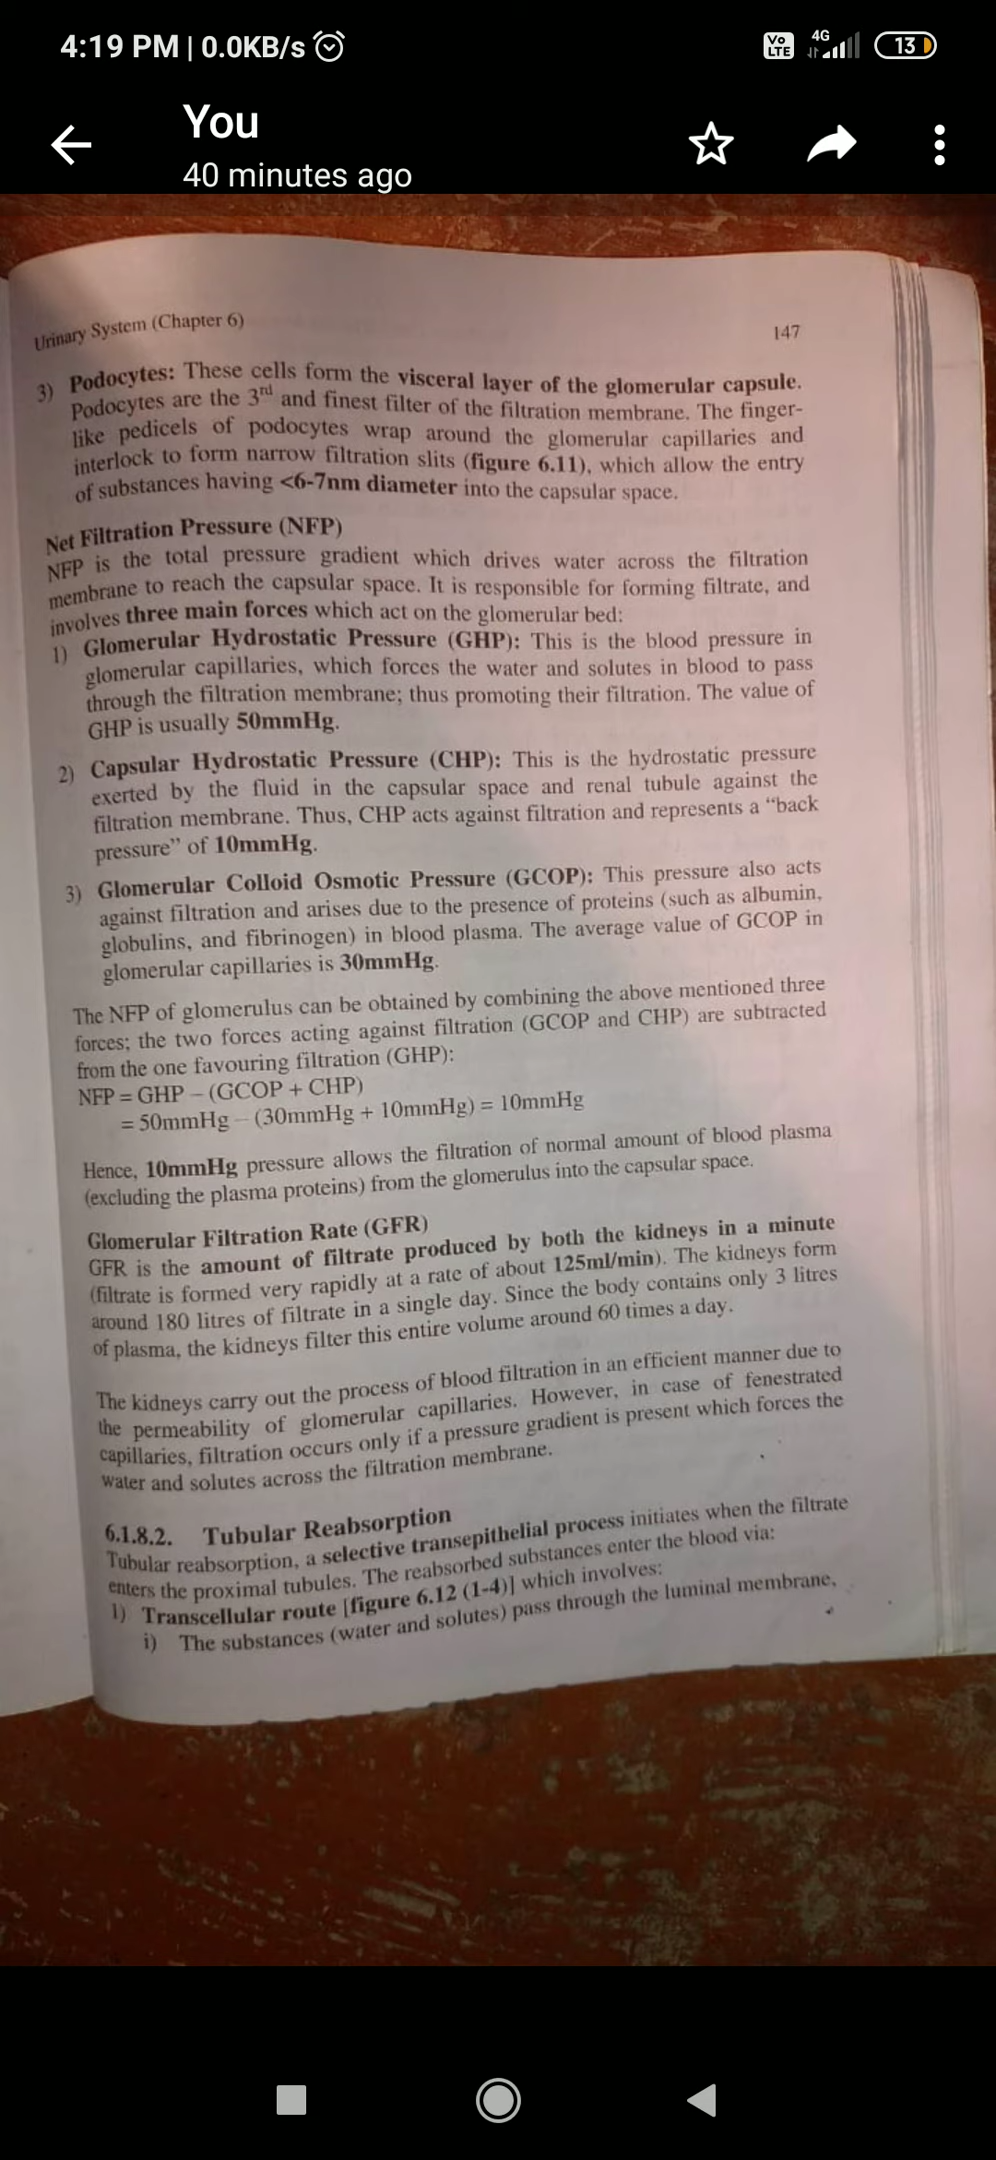 4:19 PM | 0.0KB/s
Vo LTE 4G 13
You
40 minutes ago
Urinary System (Chapter 6) 147
3) Podocytes: These cells form the visceral layer of the glomerular capsule.
Podocytes are the 3rd and finest filter of the filtration membrane. The finger-
like pedicels of podocytes wrap around the glomerular capillaries and
interlock to form narrow filtration slits (figure 6.11), which allow the entry
of substances having <6-7nm diameter into the capsular space.
Net Filtration Pressure (NFP)
NFP is the total pressure gradient which drives water across the filtration
membrane to reach the capsular space. It is responsible for forming filtrate, and
involves three main forces which act on the glomerular bed:
1) Glomerular Hydrostatic Pressure (GHP): This is the blood pressure in
glomerular capillaries, which forces the water and solutes in blood to pass
through the filtration membrane; thus promoting their filtration. The value of
GHP is usually 50mmHg.
2) Capsular Hydrostatic Pressure (CHP): This is the hydrostatic pressure
exerted by the fluid in the capsular space and renal tubule against the
filtration membrane. Thus, CHP acts against filtration and represents a "back
pressure" of 10mmHg.
3) Glomerular Colloid Osmotic Pressure (GCOP): This pressure also acts
against filtration and arises due to the presence of proteins (such as albumin,
globulins, and fibrinogen) in blood plasma. The average value of GCOP in
glomerular capillaries is 30mmHg.
The NFP of glomerulus can be obtained by combining the above mentioned three
forces; the two forces acting against filtration (GCOP and CHP) are subtracted
from the one favouring filtration (GHP):
NFP = GHP – (GCOP + CHP)
= 50mmHg – (30mmHg + 10mmHg) = 10mmHg
Hence, 10mmHg pressure allows the filtration of normal amount of blood plasma
(excluding the plasma proteins) from the glomerulus into the capsular space.
Glomerular Filtration Rate (GFR)
GFR is the amount of filtrate produced by both the kidneys in a minute
(filtrate is formed very rapidly at a rate of about 125ml/min). The kidneys form
around 180 litres of filtrate in a single day. Since the body contains only 3 litres
of plasma, the kidneys filter this entire volume around 60 times a day.
The kidneys carry out the process of blood filtration in an efficient manner due to
the permeability of glomerular capillaries. However, in case of fenestrated
capillaries, filtration occurs only if a pressure gradient is present which forces the
water and solutes across the filtration membrane.
6.1.8.2. Tubular Reabsorption
Tubular reabsorption, a selective transepithelial process initiates when the filtrate
enters the proximal tubules. The reabsorbed substances enter the blood via:
1) Transcellular route [figure 6.12 (1-4)] which involves:
i) The substances (water and solutes) pass through the luminal membrane,